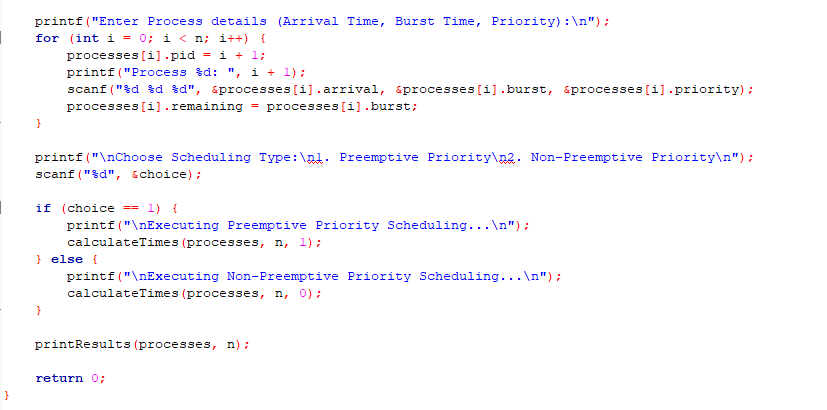 printf("Enter Process details (Arrival Time, Burst Time, Priority):\n");
for (int i = 0; i < n; i++) {
processes[i].pid = i + 1;
printf("Process %d: ", i + 1);
scanf("%d %d %d", &processes[i].arrival, &processes[i].burst, &processes[i].priority);
processes[i].remaining = processes[i].burst;
}
printf("\nChoose Scheduling Type:\n1. Preemptive Priority\n2. Non-Preemptive Priority\n");
scanf("%d", &choice);
if (choice == 1) {
printf("\nExecuting Preemptive Priority Scheduling...\n");
calculateTimes(processes, n, 1);
} else {
printf("\nExecuting Non-Preemptive Priority Scheduling...\n");
calculateTimes(processes, n, 0);
}
printResults(processes, n);
return 0;
}